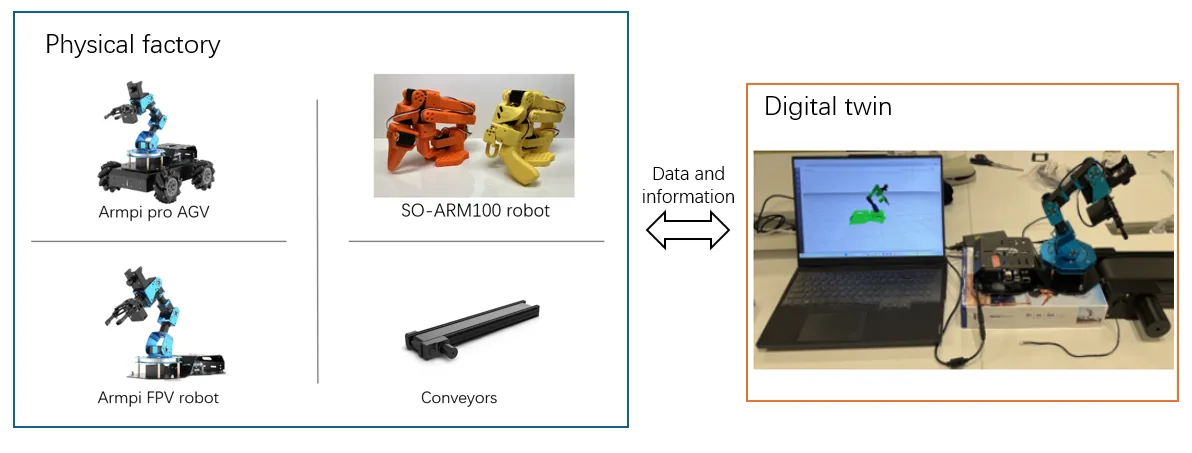 Physical factory
Armpi pro AGV
SO-ARM100 robot
Armpi FPV robot
Conveyors
Data and
information
Digital twin